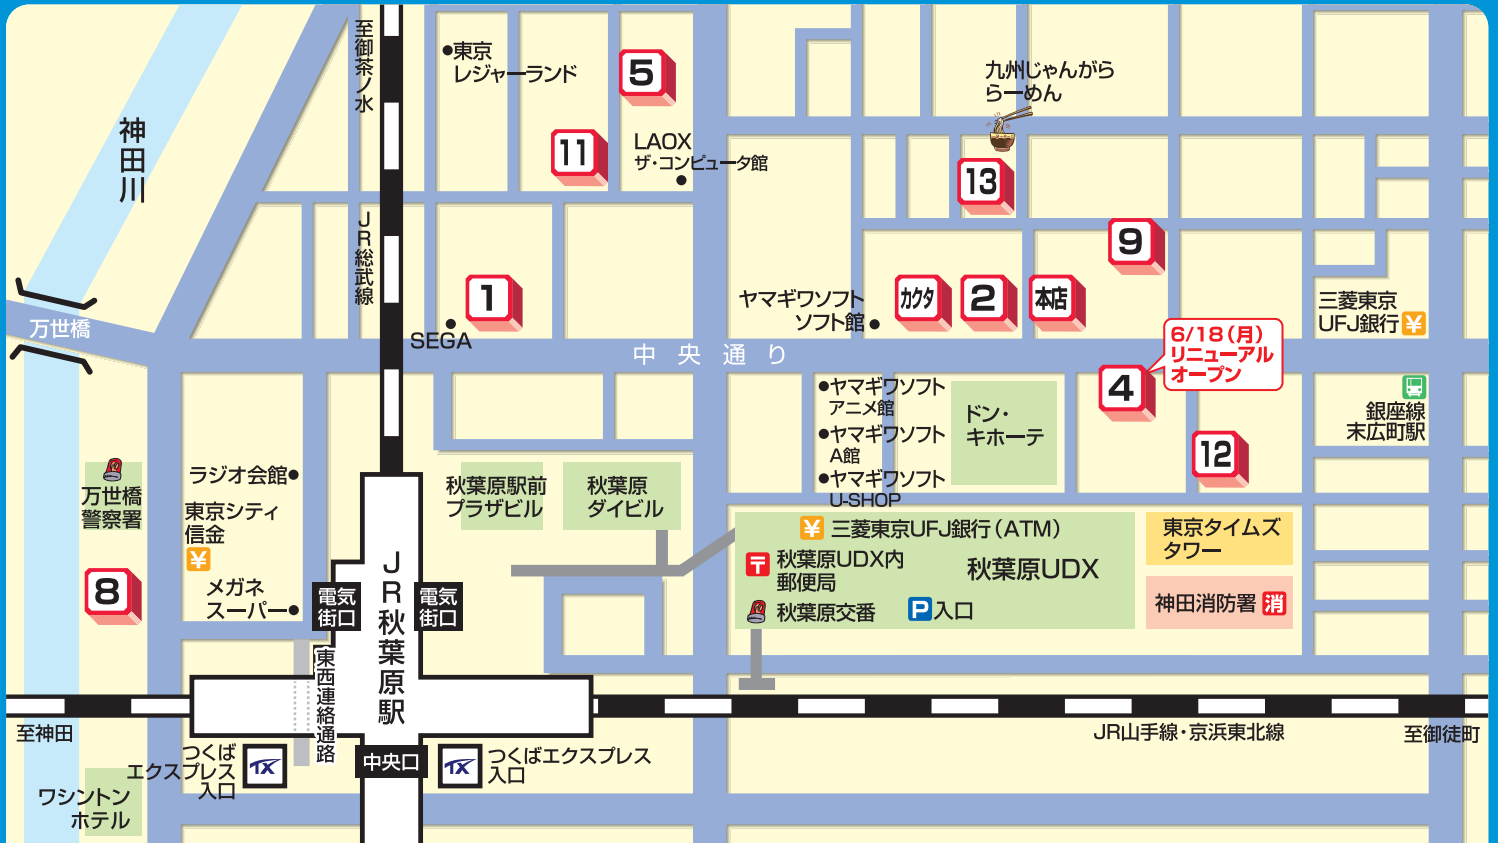 至御茶ノ水
神田川
東京
レジャーランド
5
11
LAOX
ザ・コンピュータ館
九州じゃんがら
らーめん
13
JR総武線
9
1
SEGA
ヤマギワソフト
ソフト館
カクタ
2
本店
三菱東京
UFJ銀行 ¥
万世橋
中央通り
6/18(月)
リニューアル
オープン
4
ヤマギワソフト
アニメ館
ヤマギワソフト
A館
ヤマギワソフト
U-SHOP
ドン・
キホーテ
銀座線
末広町駅
12
万世橋
警察署
8
ラジオ会館
東京シティ
信金
¥
メガネ
スーパー
秋葉原駅前
プラザビル
秋葉原
ダイビル
¥ 三菱東京UFJ銀行(ATM)
〒 秋葉原UDX内
郵便局
秋葉原UDX
秋葉原交番
P入口
東京タイムズ
タワー
神田消防署 消
電気
街口
JR秋葉原駅
電気
街口
東西連絡通路
至神田
JR山手線・京浜東北線
至御徒町
つくば
エクスプレス
入口
TX
中央口
TX
つくばエクスプレス
入口
ワシントン
ホテル